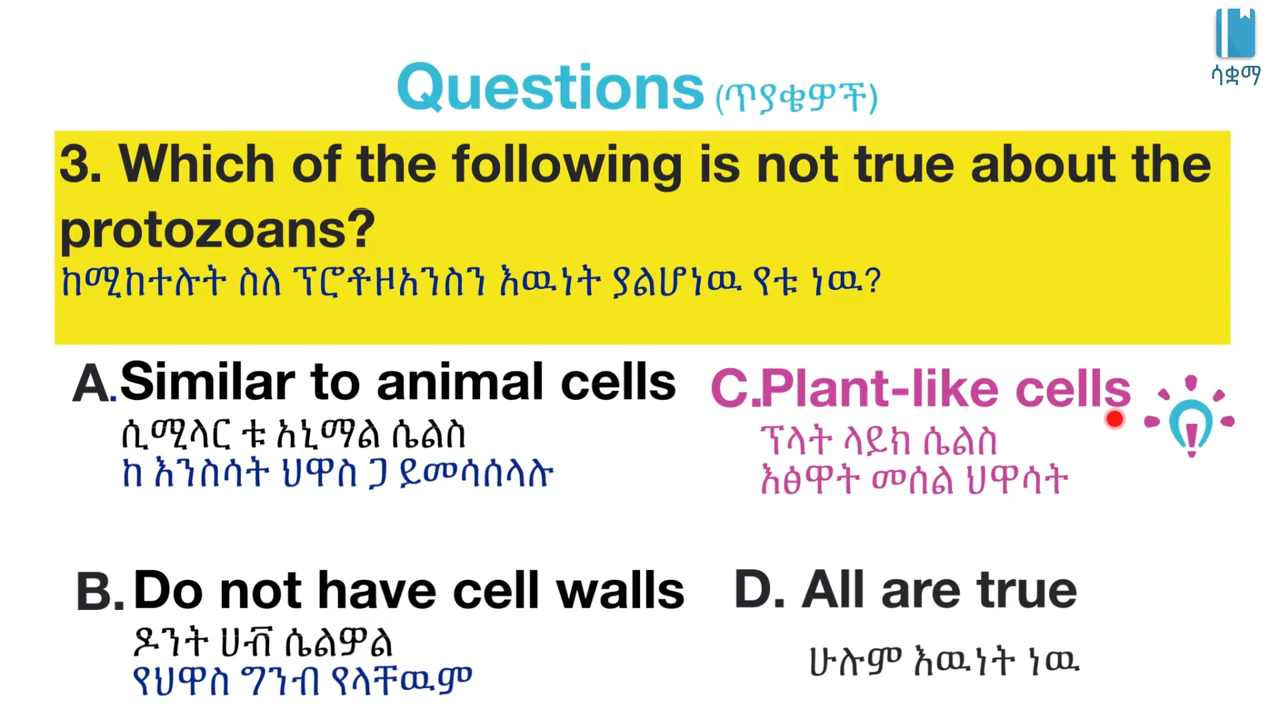 ሳቋማ
Questions (ጥያቄዎች)
3. Which of the following is not true about the
protozoans?
ከሚከተሉት ስለ ፕሮቶዞአንስን እዉነት ያልሆነዉ የቱ ነዉ?
A.Similar to animal cells
ሲሚላር ቱ አኒማል ሴልስ
ከ እንስሳት ህዋስ ጋ ይመሳሰላሉ
B. Do not have cell walls
ዶንት ሀቭ ሴልዎል
የህዋስ ግንብ የላቸዉም
C.Plant-like cells
ፕላት ላይክ ሴልስ
እፅዋት መሰል ህዋሳት
D. All are true
ሁሉም እዉነት ነዉ